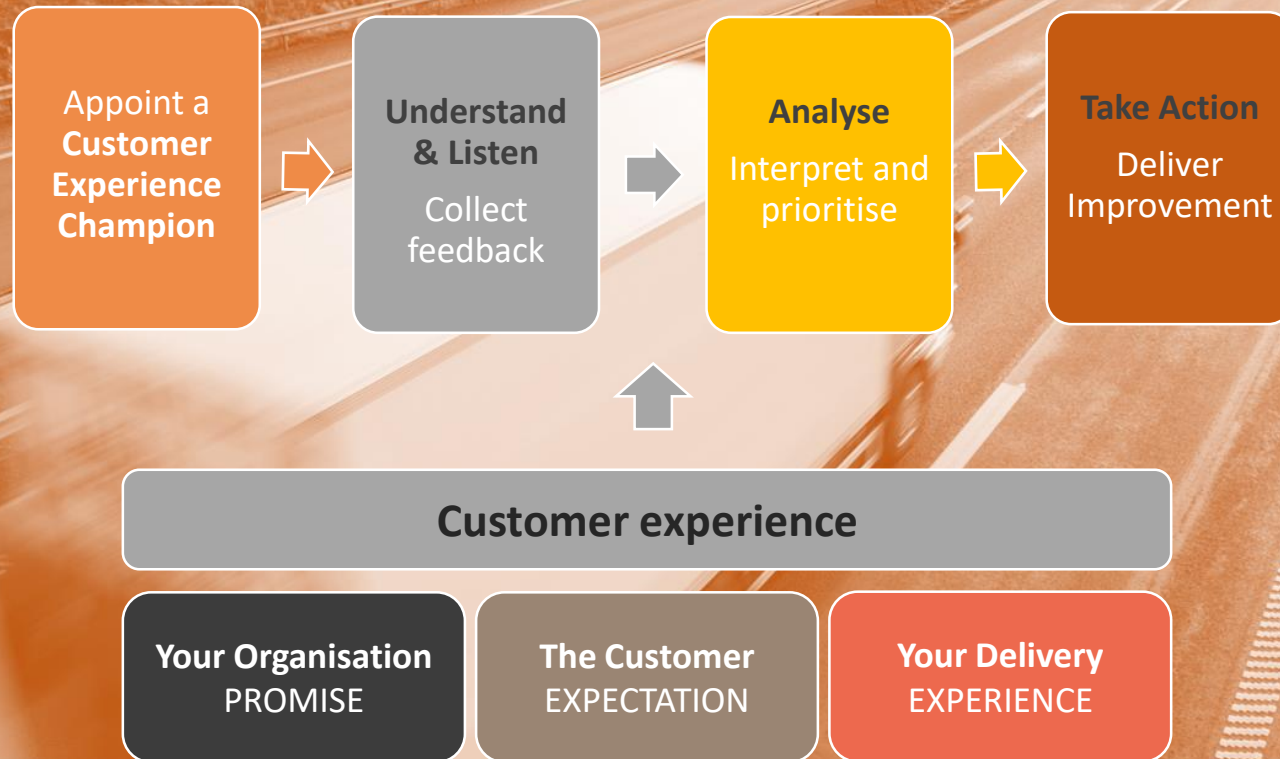 Appoint a
Customer
Experience
Champion
Understand
& Listen
Collect
feedback
Analyse
Interpret and
prioritise
Take Action
Deliver
Improvement
Customer experience
Your Organisation
PROMISE
The Customer
EXPECTATION
Your Delivery
EXPERIENCE